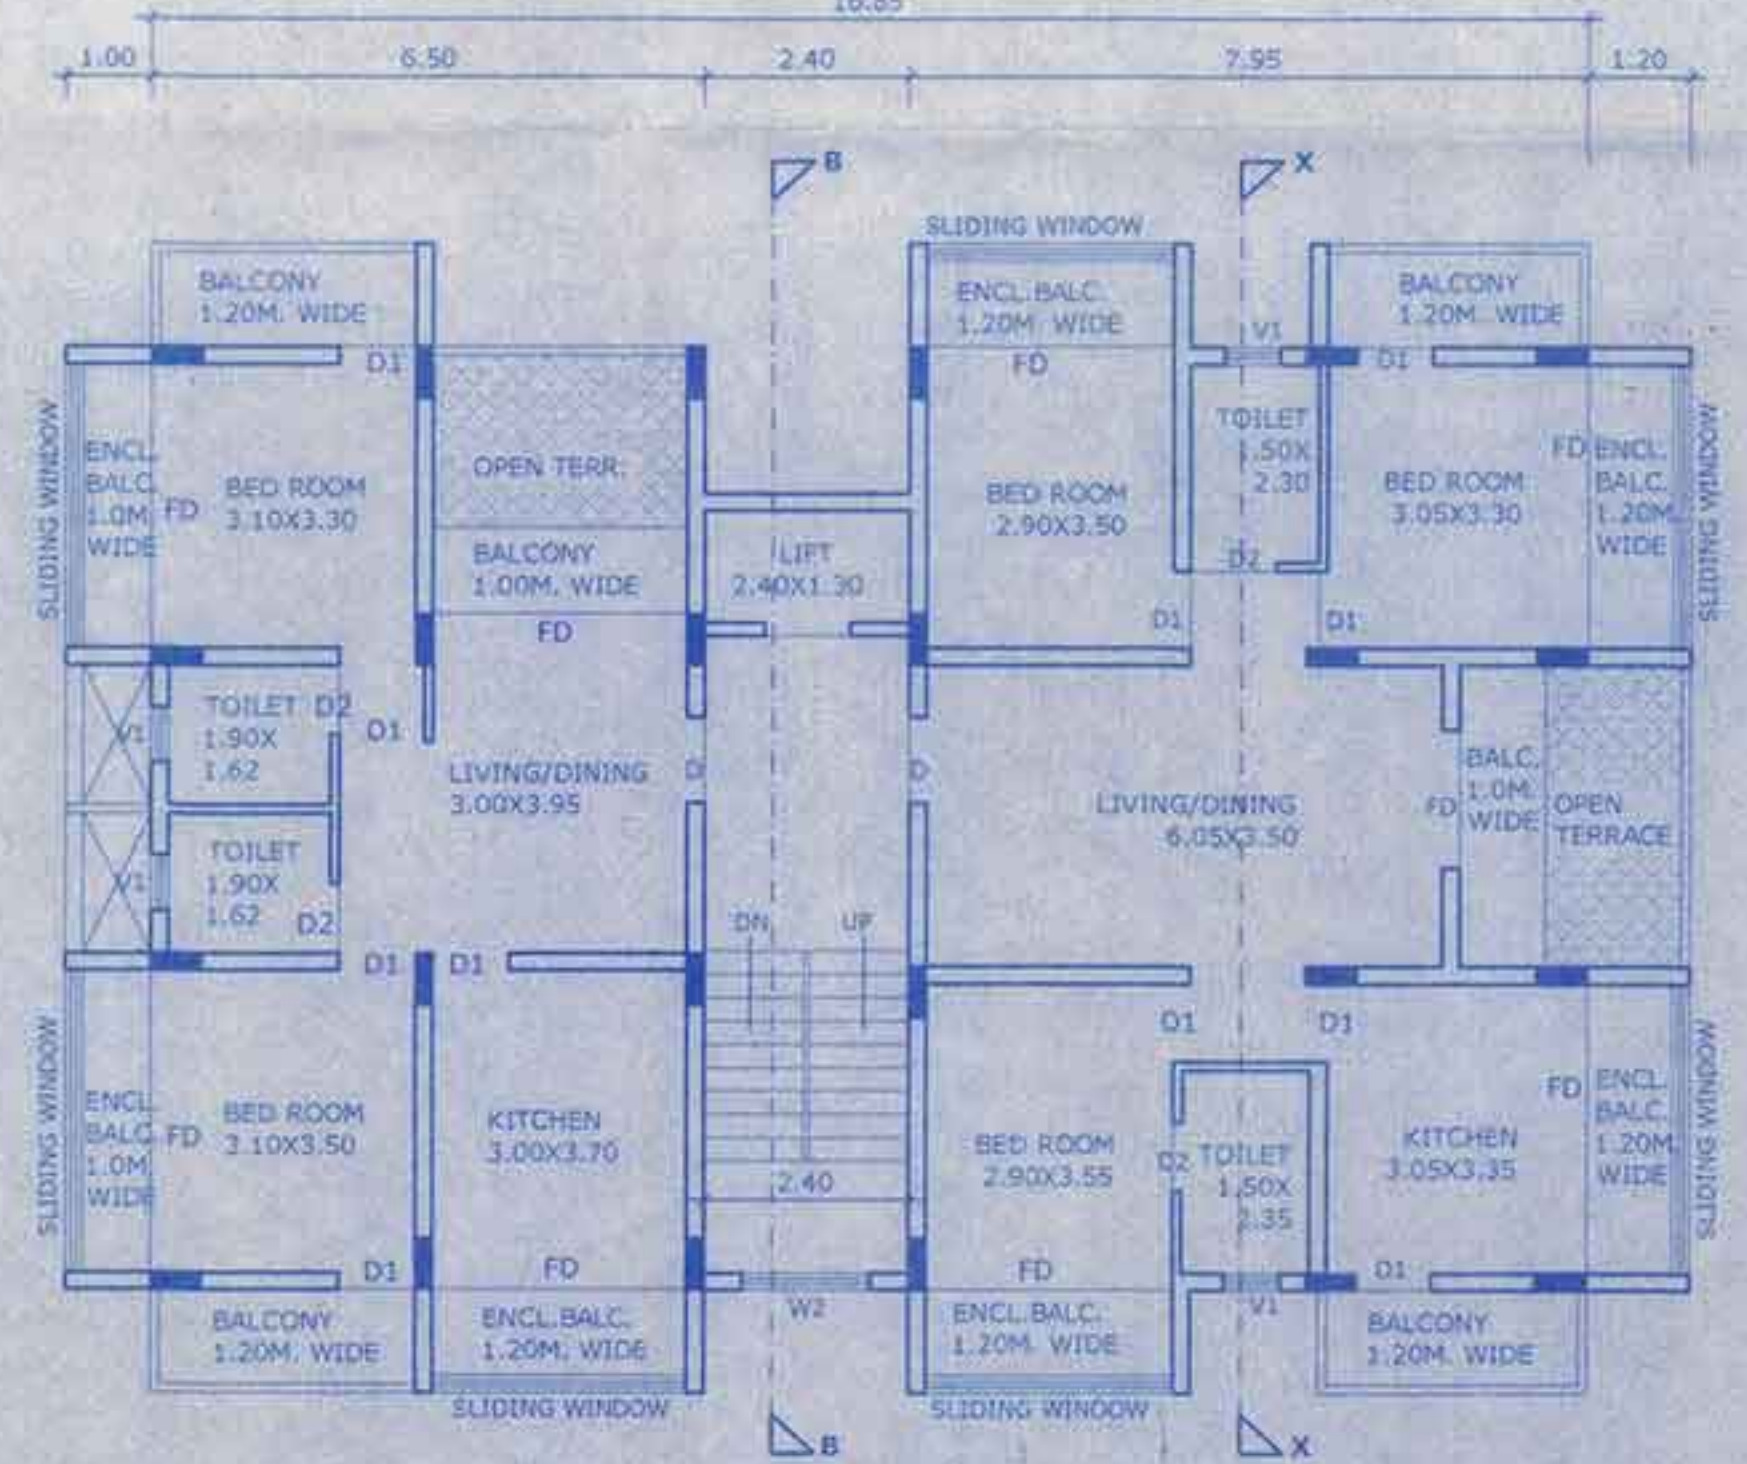 16.85
1.00 6.50 2.40 7.95 1.20
B X
SLIDING WINDOW
BALCONY
1.20M. WIDE
ENCL.BALC.
1.20M. WIDE
BALCONY
1.20M. WIDE
V1
D1 FD D1
SLIDING WINDOW
ENCL.
BALC.
1.0M.
WIDE
FD
BED ROOM
3.10X3.30
OPEN TERR.
BALCONY
1.00M. WIDE
FD
LIFT
2.40X1.30
BED ROOM
2.90X3.50
TOILET
1.50X
2.30
D2
BED ROOM
3.05X3.30
FD
ENCL.
BALC.
1.20M.
WIDE
SLIDING WINDOW
D1 D1
V1
TOILET D2
1.90X
1.62
D1
LIVING/DINING
3.00X3.95
D D
LIVING/DINING
6.05X3.50
FD
BALC.
1.0M.
WIDE
OPEN
TERRACE
V1
TOILET
1.90X
1.62
D2
DN UP
D1 D1
D1 D1
SLIDING WINDOW
ENCL.
BALC.
1.0M.
WIDE
FD
BED ROOM
3.10X3.50
KITCHEN
3.00X3.70
2.40
BED ROOM
2.90X3.55
D2
TOILET
1.50X
2.35
KITCHEN
3.05X3.35
FD
ENCL.
BALC.
1.20M.
WIDE
SLIDING WINDOW
D1 FD FD D1
BALCONY
1.20M. WIDE
ENCL.BALC.
1.20M. WIDE
W2
ENCL.BALC.
1.20M. WIDE
V1
BALCONY
1.20M. WIDE
SLIDING WINDOW
SLIDING WINDOW
B X